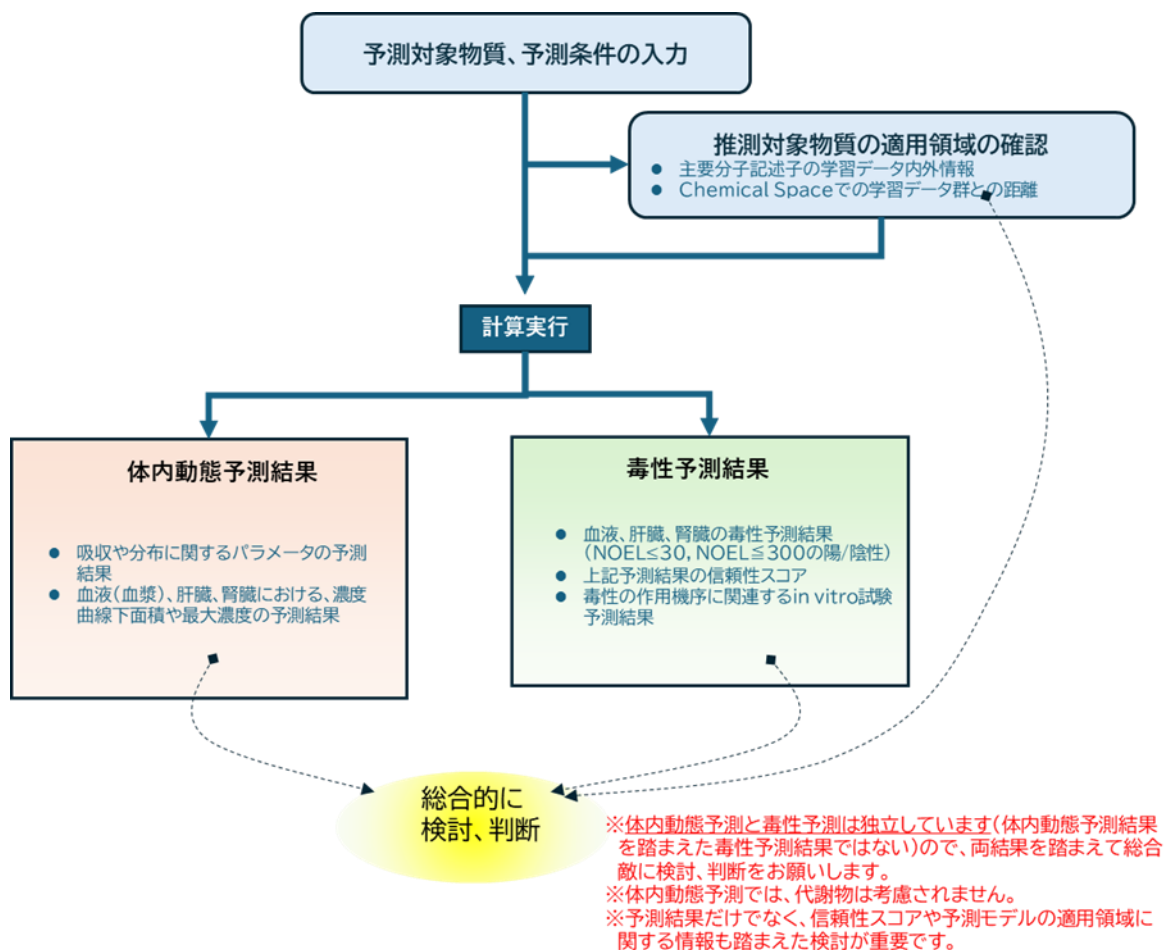 予測対象物質、予測条件の入力
推測対象物質の適用領域の確認
● 主要分子記述子の学習データ内外情報
● Chemical Spaceでの学習データ群との距離
計算実行
体内動態予測結果
● 吸収や分布に関するパラメータの予測
結果
● 血液(血漿)、肝臓、腎臓における、濃度
曲線下面積や最大濃度の予測結果
毒性予測結果
● 血液、肝臓、腎臓の毒性予測結果
(NOEL≤30, NOEL≦300の陽/陰性)
● 上記予測結果の信頼性スコア
● 毒性の作用機序に関連するin vitro試験
予測結果
総合的に
検討、判断
※体内動態予測と毒性予測は独立しています(体内動態予測結果
を踏まえた毒性予測結果ではない)ので、両結果を踏まえて総合
敵に検討、判断をお願いします。
※体内動態予測では、代謝物は考慮されません。
※予測結果だけでなく、信頼性スコアや予測モデルの適用領域に
関する情報も踏まえた検討が重要です。